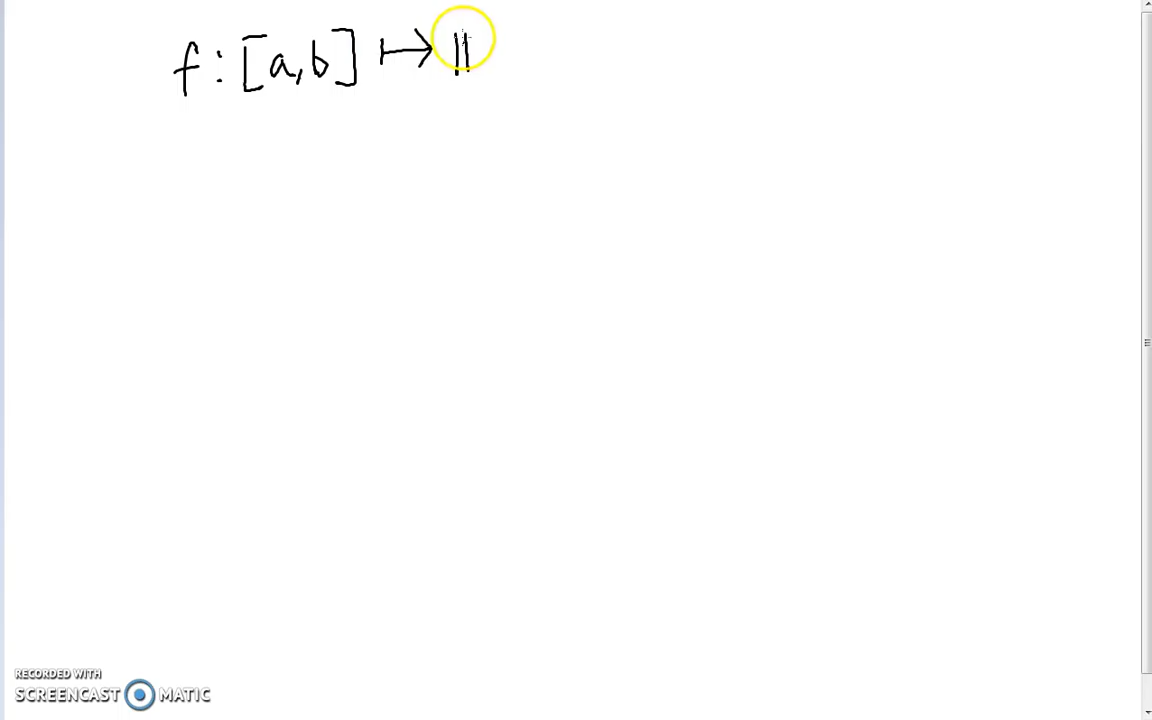 f : [a,b] ↦ ||
RECORDED WITH
SCREENCAST MATIC